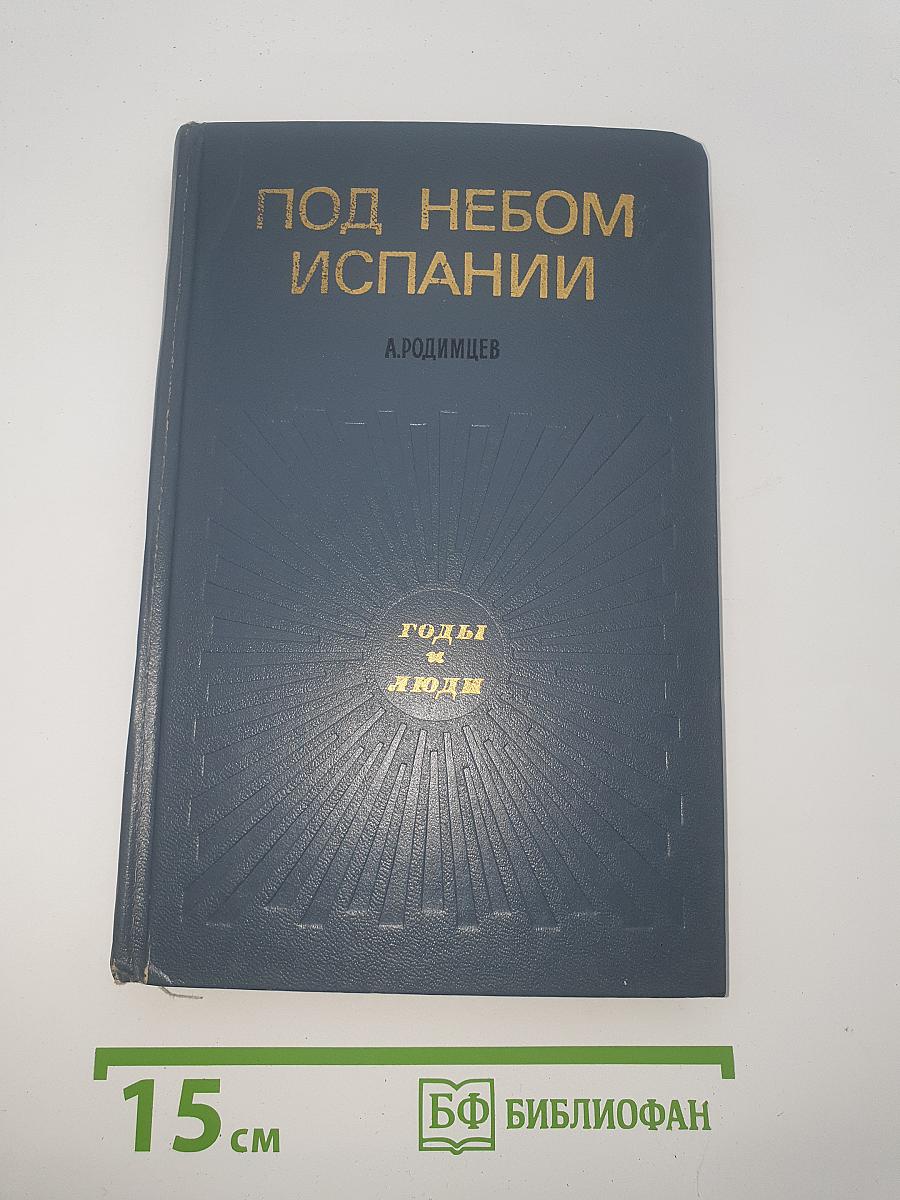 ПОД НЕБОМ
ИСПАНИИ
А.РОДИМЦЕВ
ГОДЫ
и
ЛЮДИ
15 см
БФ БИБЛИОФАН